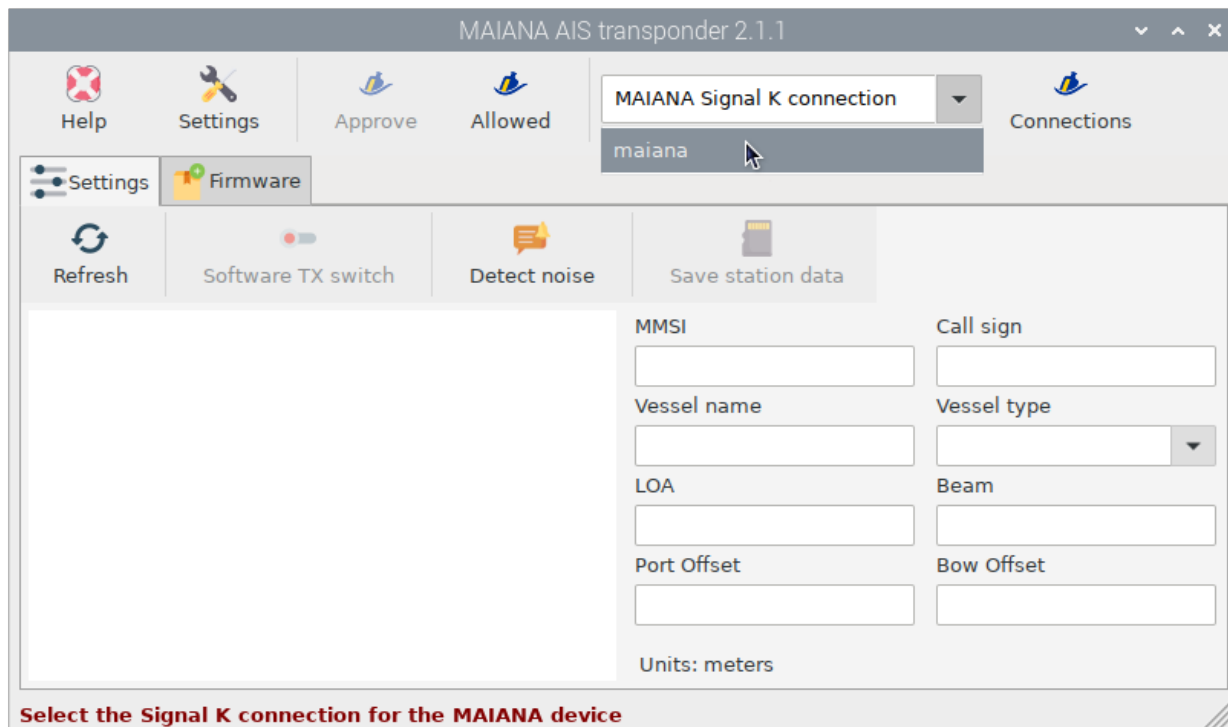 MAIANA AIS transponder 2.1.1
Help Settings Approve Allowed MAIANA Signal K connection Connections
maiana
Settings Firmware
Refresh Software TX switch Detect noise Save station data
MMSI Call sign
Vessel name Vessel type
LOA Beam
Port Offset Bow Offset
Units: meters
Select the Signal K connection for the MAIANA device